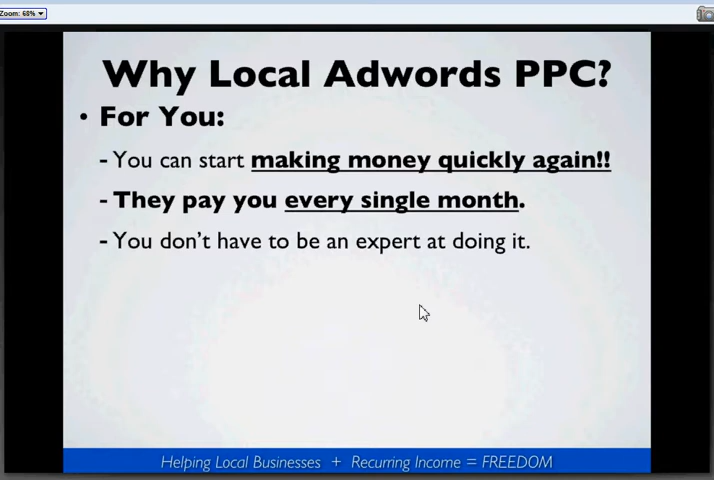 Zoom: 68%
Why Local Adwords PPC?
• For You:
- You can start making money quickly again!!
- They pay you every single month.
- You don't have to be an expert at doing it.
Helping Local Businesses + Recurring Income = FREEDOM